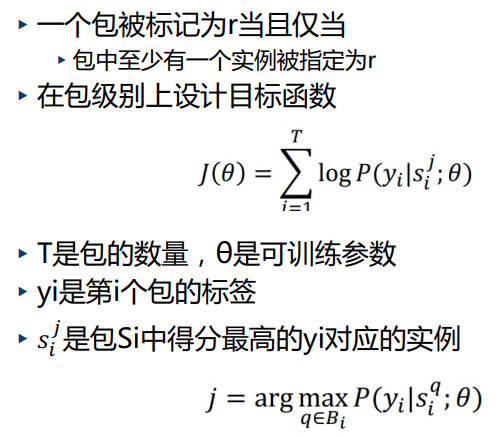 ▸ 一个包被标记为r当且仅当
▸ 包中至少有一个实例被指定为r
▸ 在包级别上设计目标函数
J(θ) = \sum_{i=1}^{T} \log P(y_i|s_i^j; θ)
▸ T是包的数量，θ是可训练参数
▸ yi是第i个包的标签
▸ s_i^j是包Si中得分最高的yi对应的实例
j = \arg\max_{q∈B_i} P(y_i|s_i^q; θ)